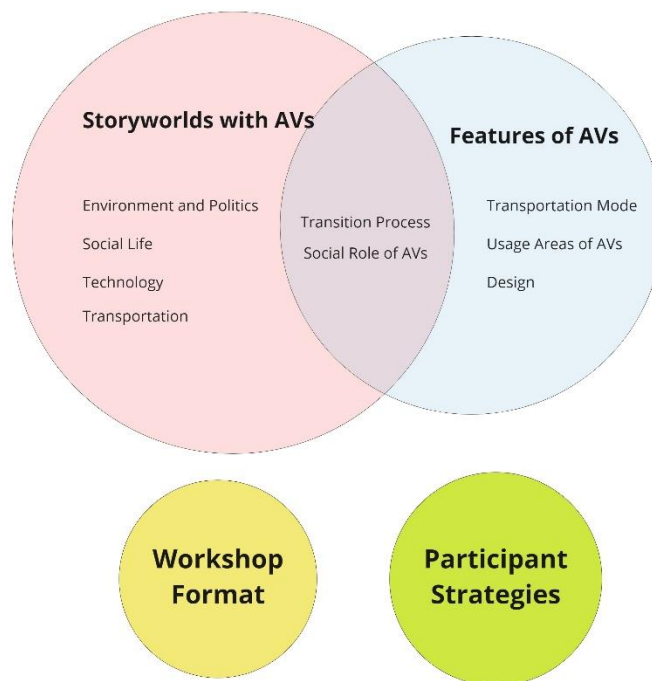 Storyworlds with AVs
Environment and Politics
Social Life
Technology
Transportation
Transition Process
Social Role of AVs
Features of AVs
Transportation Mode
Usage Areas of AVs
Design
Workshop
Format
Participant
Strategies